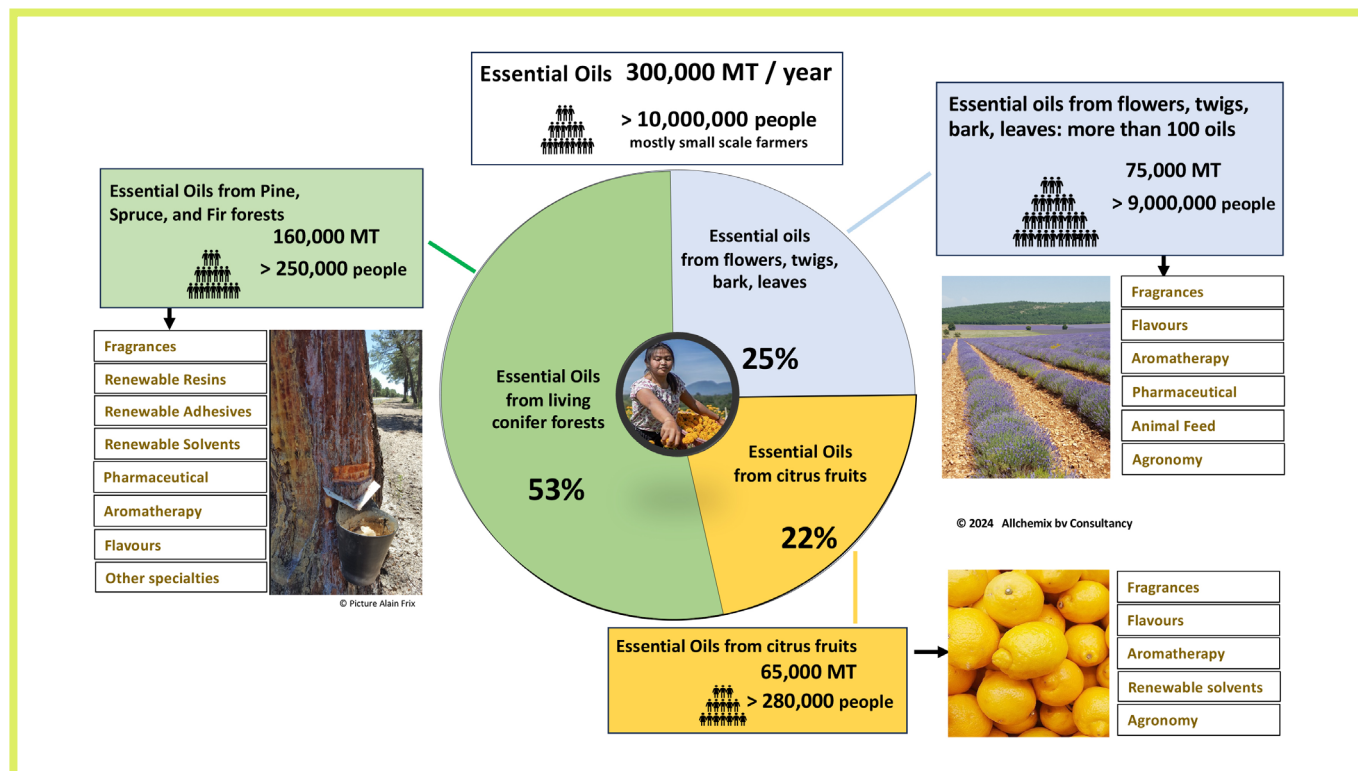 Essential Oils 300,000 MT / year
> 10,000,000 people
mostly small scale farmers
Essential Oils from Pine,
Spruce, and Fir forests
160,000 MT
> 250,000 people
Fragrances
Renewable Resins
Renewable Adhesives
Renewable Solvents
Pharmaceutical
Aromatherapy
Flavours
Other specialties
© Picture Alain Frix
Essential Oils
from living
conifer forests
53%
Essential oils
from flowers, twigs,
bark, leaves
25%
Essential Oils
from citrus fruits
22%
Essential oils from flowers, twigs,
bark, leaves: more than 100 oils
75,000 MT
> 9,000,000 people
Fragrances
Flavours
Aromatherapy
Pharmaceutical
Animal Feed
Agronomy
© 2024 Allchemix bv Consultancy
Essential Oils from citrus fruits
65,000 MT
> 280,000 people
Fragrances
Flavours
Aromatherapy
Renewable solvents
Agronomy